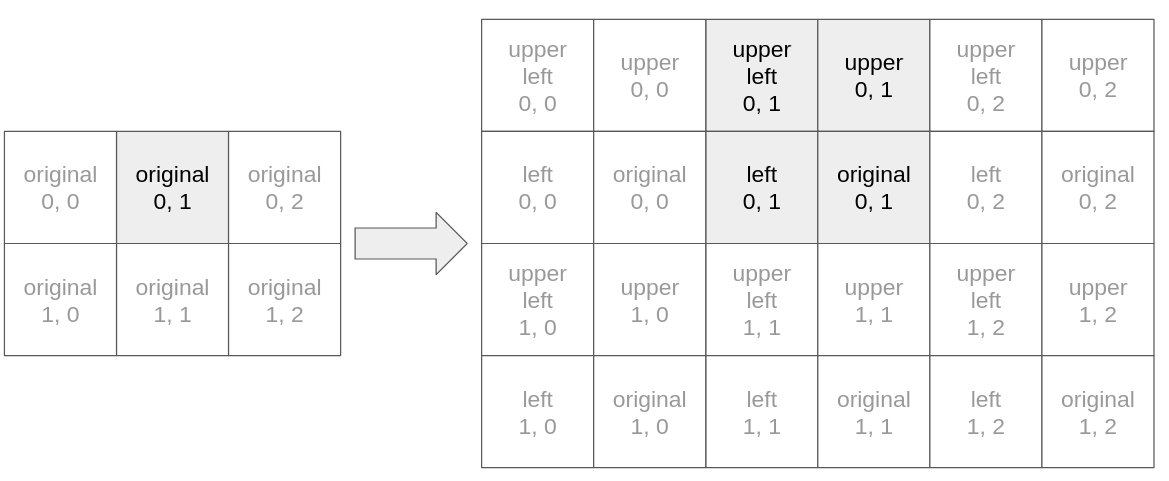 original
0, 0
original
0, 1
original
0, 2
original
1, 0
original
1, 1
original
1, 2
upper
left
0, 0
upper
0, 0
upper
left
0, 1
upper
0, 1
upper
left
0, 2
upper
0, 2
left
0, 0
original
0, 0
left
0, 1
original
0, 1
left
0, 2
original
0, 2
upper
left
1, 0
upper
1, 0
upper
left
1, 1
upper
1, 1
upper
left
1, 2
upper
1, 2
left
1, 0
original
1, 0
left
1, 1
original
1, 1
left
1, 2
original
1, 2